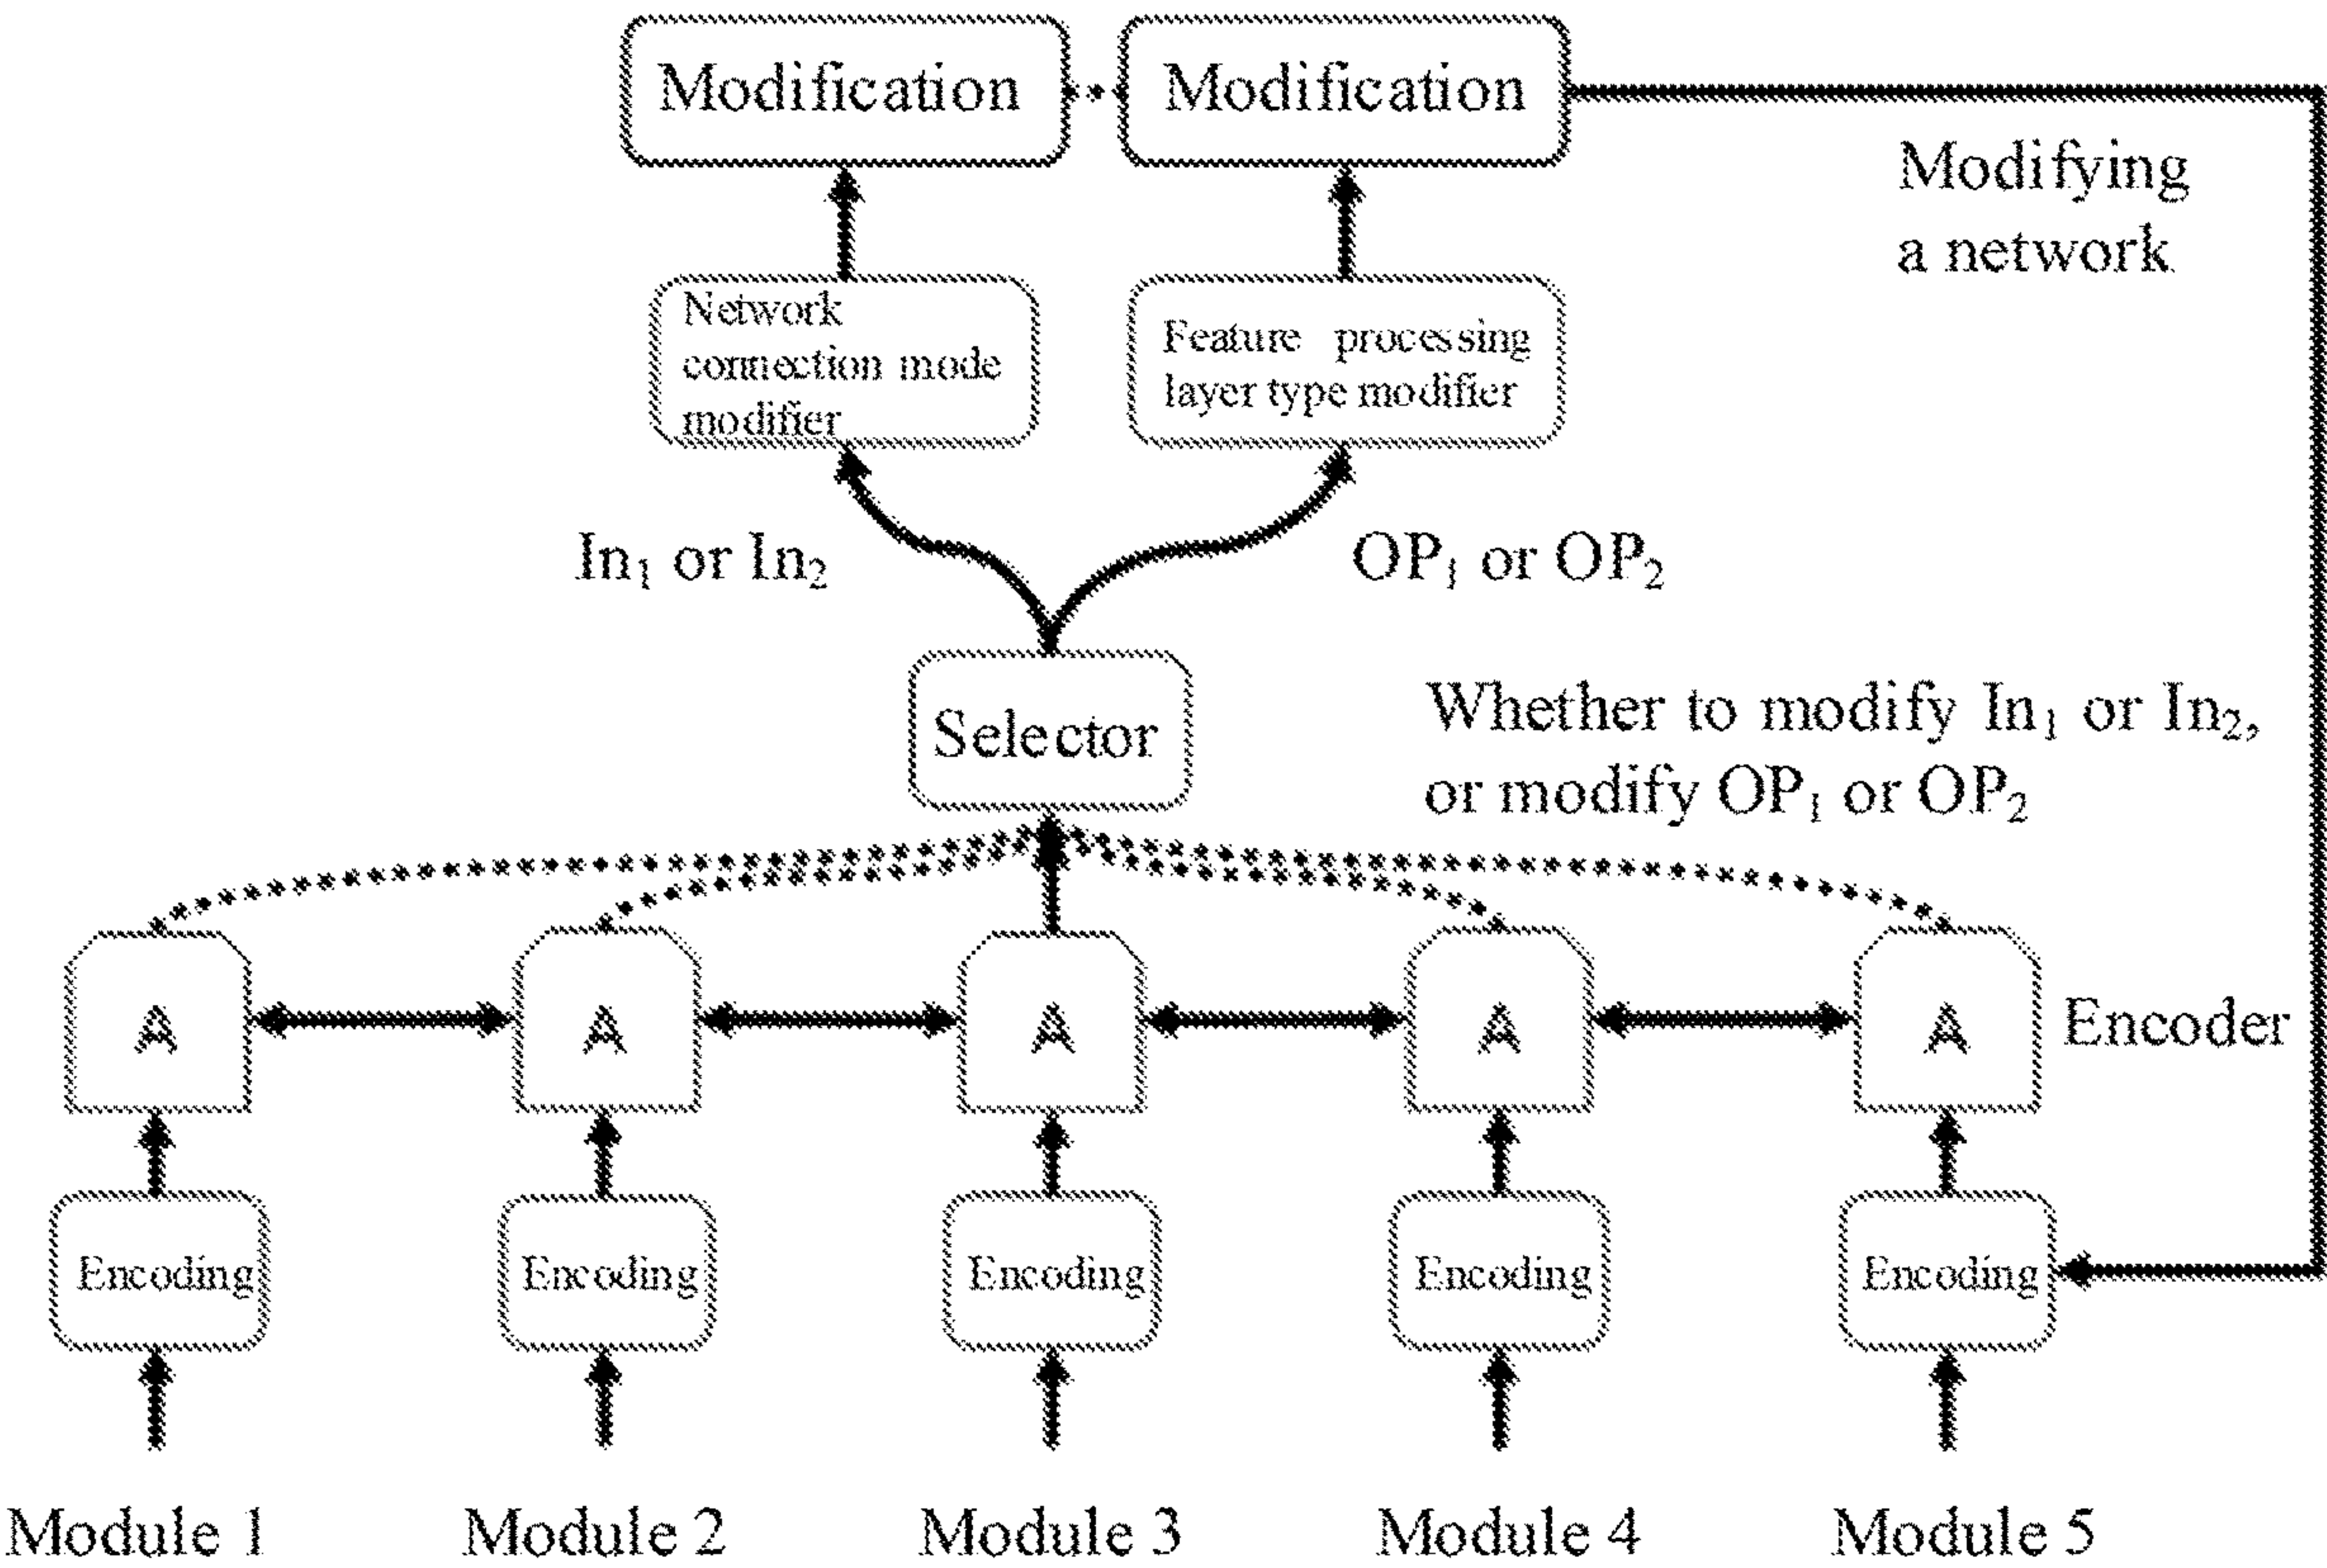 Modification Modification
Modifying
a network
Network
connection mode
modifier
Feature processing
layer type modifier
In₁ or In₂
OP₁ or OP₂
Selector
Whether to modify In₁ or In₂,
or modify OP₁ or OP₂
A A A A A Encoder
Encoding Encoding Encoding Encoding Encoding
Module 1 Module 2 Module 3 Module 4 Module 5